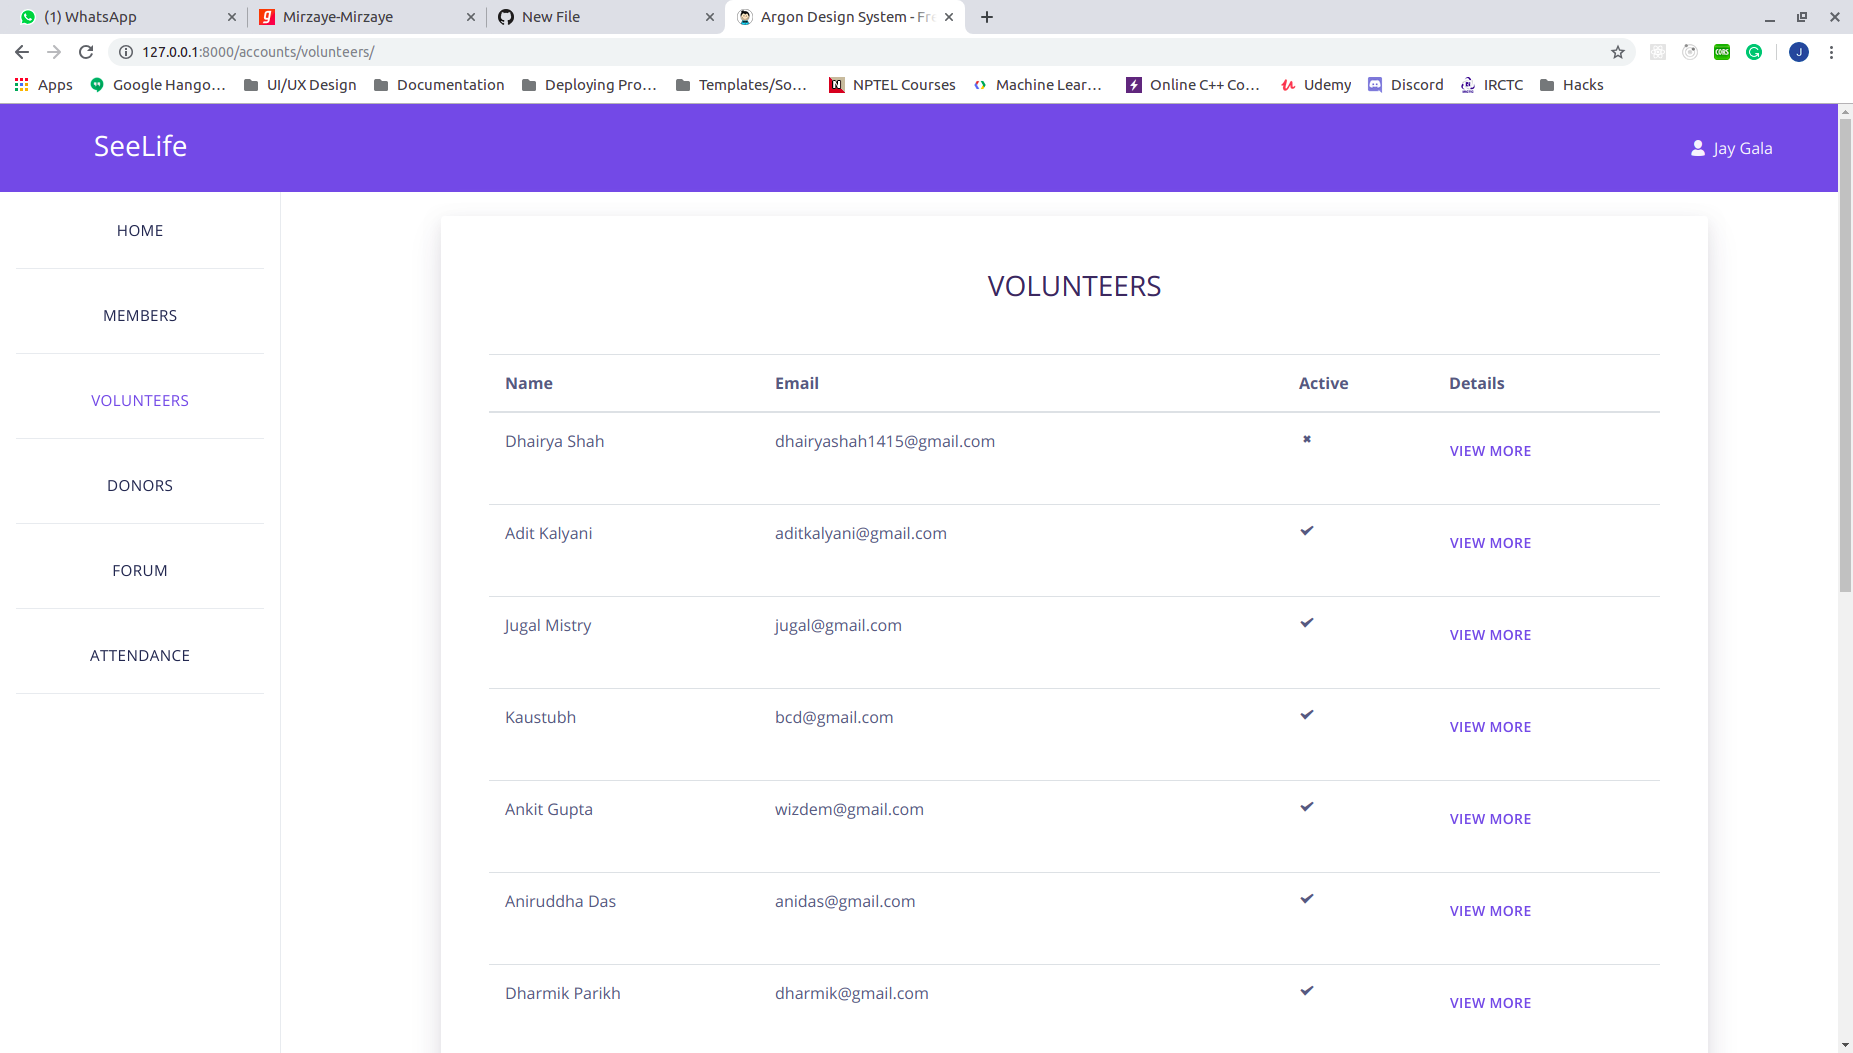 (1) WhatsApp
Mirzaye-Mirzaye
New File
Argon Design System - Fre
127.0.0.1:8000/accounts/volunteers/
J
Apps
Google Hango...
UI/UX Design
Documentation
Deploying Pro...
Templates/So...
NPTEL Courses
Machine Lear...
Online C++ Co...
Udemy
Discord
IRCTC
Hacks
SeeLife
Jay Gala
HOME
MEMBERS
VOLUNTEERS
DONORS
FORUM
ATTENDANCE
VOLUNTEERS
Name Email Active Details
Dhairya Shah dhairyashah1415@gmail.com VIEW MORE
Adit Kalyani aditkalyani@gmail.com VIEW MORE
Jugal Mistry jugal@gmail.com VIEW MORE
Kaustubh bcd@gmail.com VIEW MORE
Ankit Gupta wizdem@gmail.com VIEW MORE
Aniruddha Das anidas@gmail.com VIEW MORE
Dharmik Parikh dharmik@gmail.com VIEW MORE